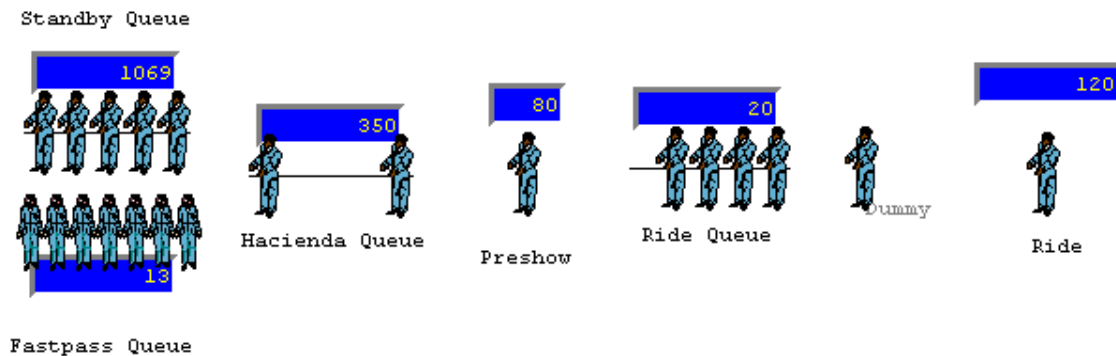 Standby Queue
1069
350
80
20
120
Dummy
Hacienda Queue
Preshow
Ride Queue
Ride
13
Fastpass Queue